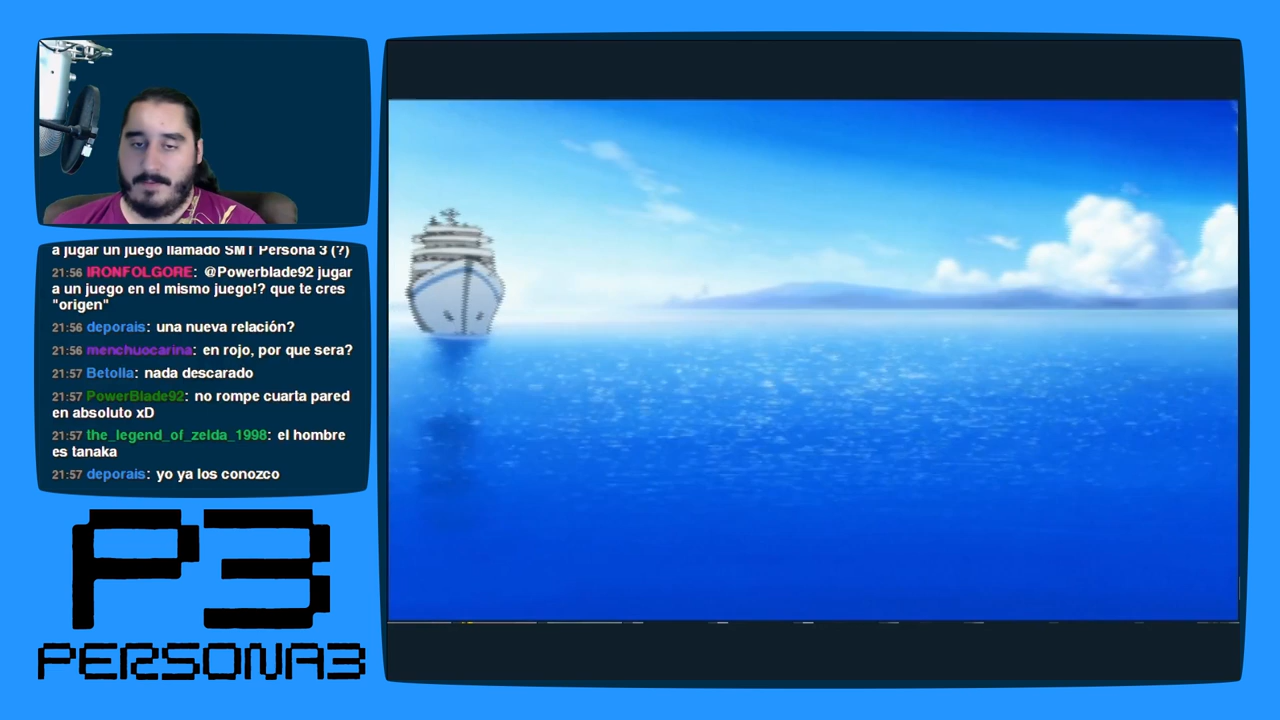 a jugar un juego llamado SMT Persona 3 (?)
21:56 IRONFOLGORE: @Powerblade92 jugar
a un juego en el mismo juego!? que te cres
"origen"
21:56 deporais: una nueva relación?
21:56 menchuocarina: en rojo, por que sera?
21:57 Betolla: nada descarado
21:57 PowerBlade92: no rompe cuarta pared
en absoluto xD
21:57 the_legend_of_zelda_1998: el hombre
es tanaka
21:57 deporais: yo ya los conozco
P3
PERSONA3